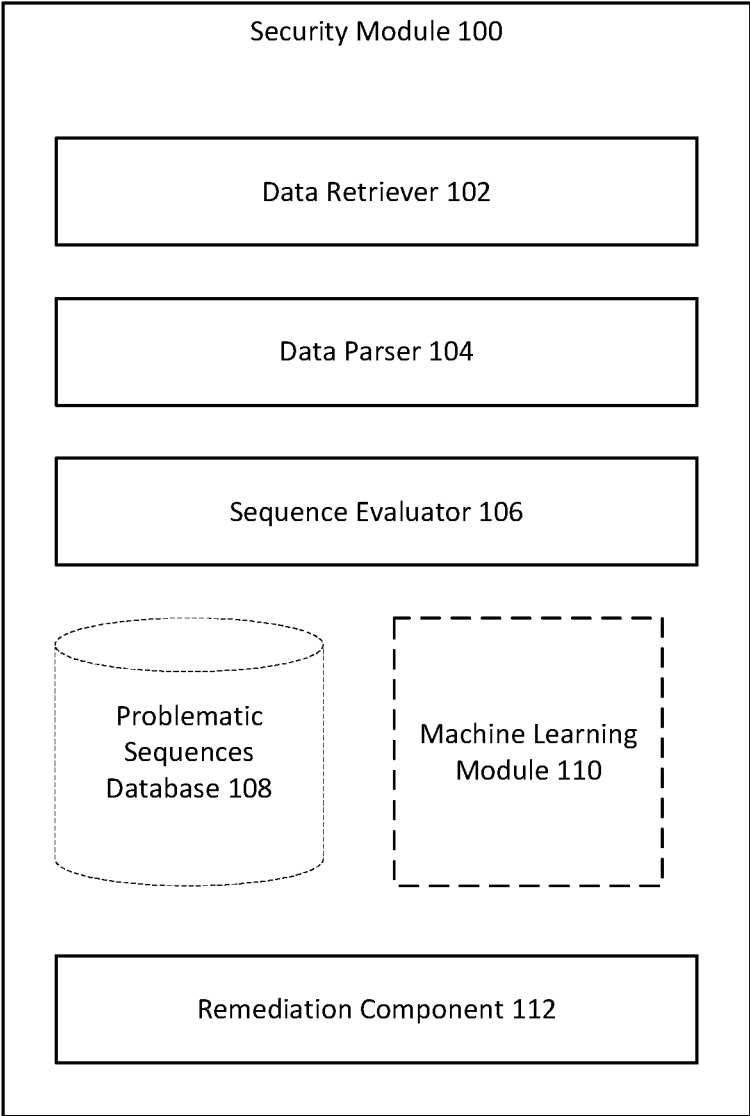 Security Module 100
Data Retriever 102
Data Parser 104
Sequence Evaluator 106
Problematic
Sequences
Database 108
Machine Learning
Module 110
Remediation Component 112